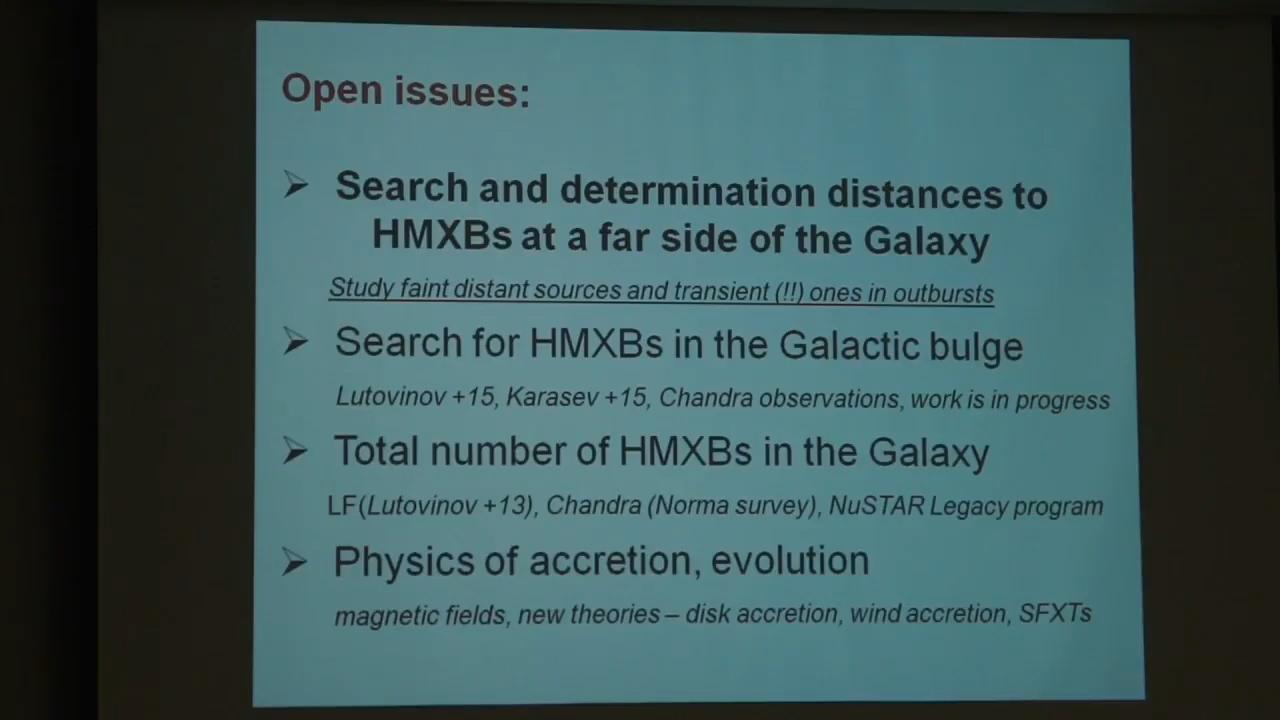 Open issues:
➢ Search and determination distances to
HMXBs at a far side of the Galaxy
Study faint distant sources and transient (!!) ones in outbursts
➢ Search for HMXBs in the Galactic bulge
Lutovinov +15, Karasev +15, Chandra observations, work is in progress
➢ Total number of HMXBs in the Galaxy
LF(Lutovinov +13), Chandra (Norma survey), NuSTAR Legacy program
➢ Physics of accretion, evolution
magnetic fields, new theories – disk accretion, wind accretion, SFXTs